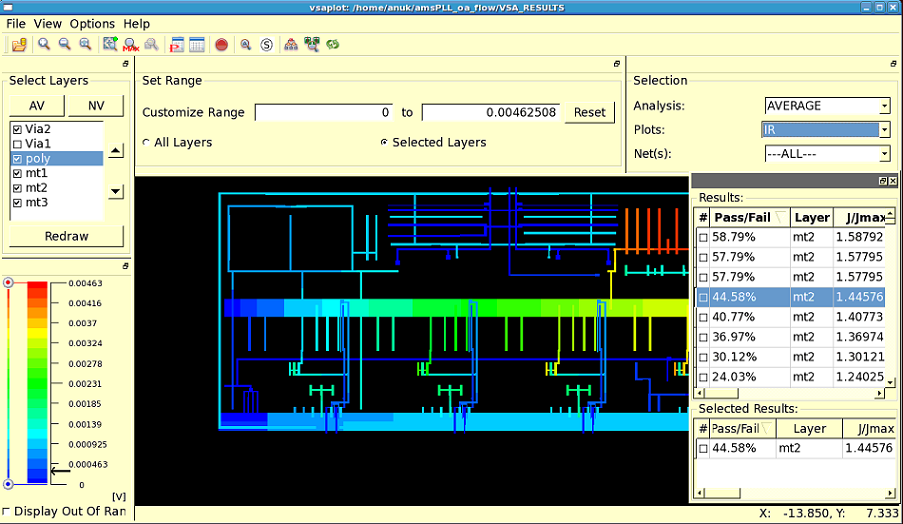 vsaplot: /home/anuk/amsPLL_oa_flow/VSA_RESULTS
File View Options Help
Select Layers
AV NV
Via2
Via1
poly
mt1
mt2
mt3
Redraw
0.00463
0.00416
0.0037
0.00324
0.00278
0.00231
0.00185
0.00139
0.000925
0.000463
0
[V]
Display Out Of Ran
Set Range
Customize Range 0 to 0.00462508 Reset
All Layers Selected Layers
Selection
Analysis: AVERAGE
Plots: IR
Net(s): ---ALL---
Results:
# Pass/Fail Layer J/Jmax
58.79% mt2 1.58792
57.79% mt2 1.57795
57.79% mt2 1.57795
44.58% mt2 1.44576
40.77% mt2 1.40773
36.97% mt2 1.36974
30.12% mt2 1.30121
24.03% mt2 1.24025
Selected Results:
# Pass/Fail Layer J/Jmax
44.58% mt2 1.44576
X: -13.850, Y: 7.333